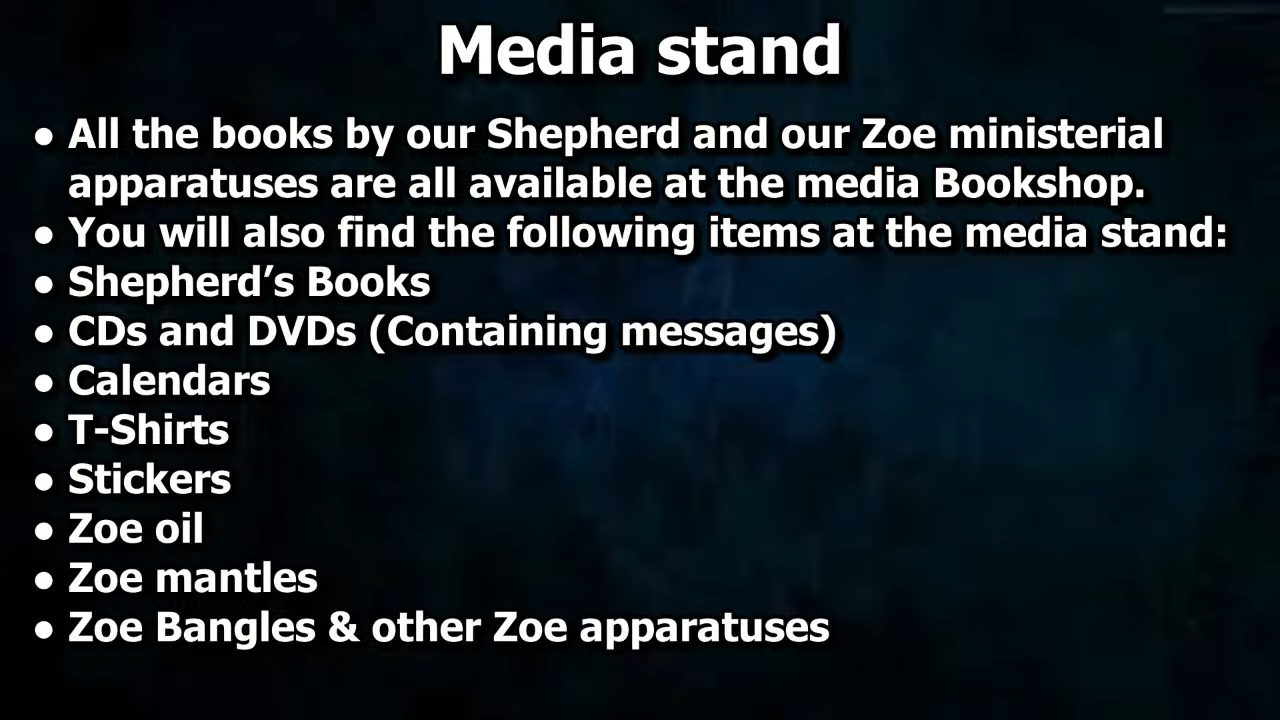 Media stand
● All the books by our Shepherd and our Zoe ministerial
apparatuses are all available at the media Bookshop.
● You will also find the following items at the media stand:
● Shepherd’s Books
● CDs and DVDs (Containing messages)
● Calendars
● T-Shirts
● Stickers
● Zoe oil
● Zoe mantles
● Zoe Bangles & other Zoe apparatuses